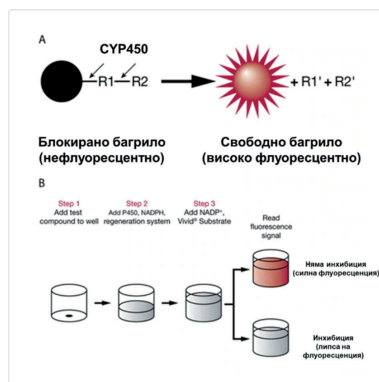 A
CYP450
R1 R2
+ R1' + R2'
Блокирано багрило
(нефлуоресцентно)
Свободно багрило
(високо флуоресцентно)
B
Step 1
Add test
compound to well
Step 2
Add P450, NADPH,
regeneration system
Step 3
Add NADP+,
Vivid® Substrate
Read
fluorescence
signal
Няма инхибиция
(силна флуоресценция)
Инхибиция
(липса на
флуоресценция)